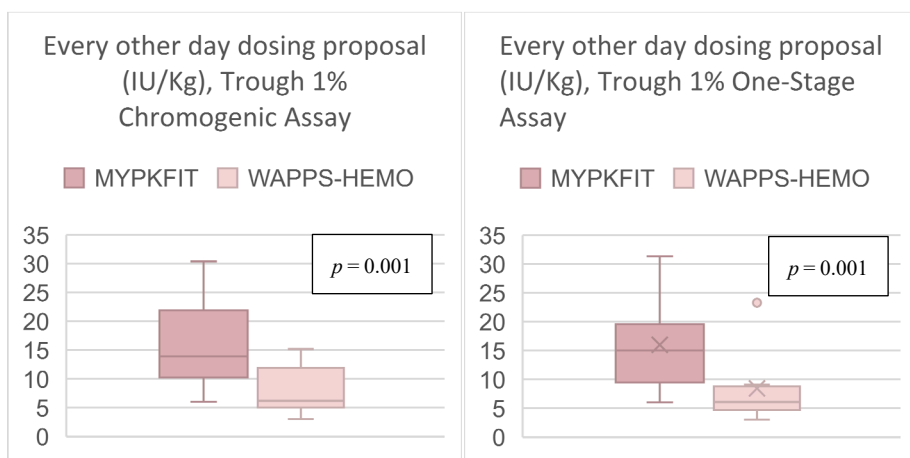 Every other day dosing proposal
(IU/Kg), Trough 1%
Chromogenic Assay
MYPKFIT WAPPS-HEMO
35
30
25
20
15
10
5
0
p = 0.001
Every other day dosing proposal
(IU/Kg), Trough 1% One-Stage
Assay
MYPKFIT WAPPS-HEMO
35
30
25
20
15
10
5
0
p = 0.001